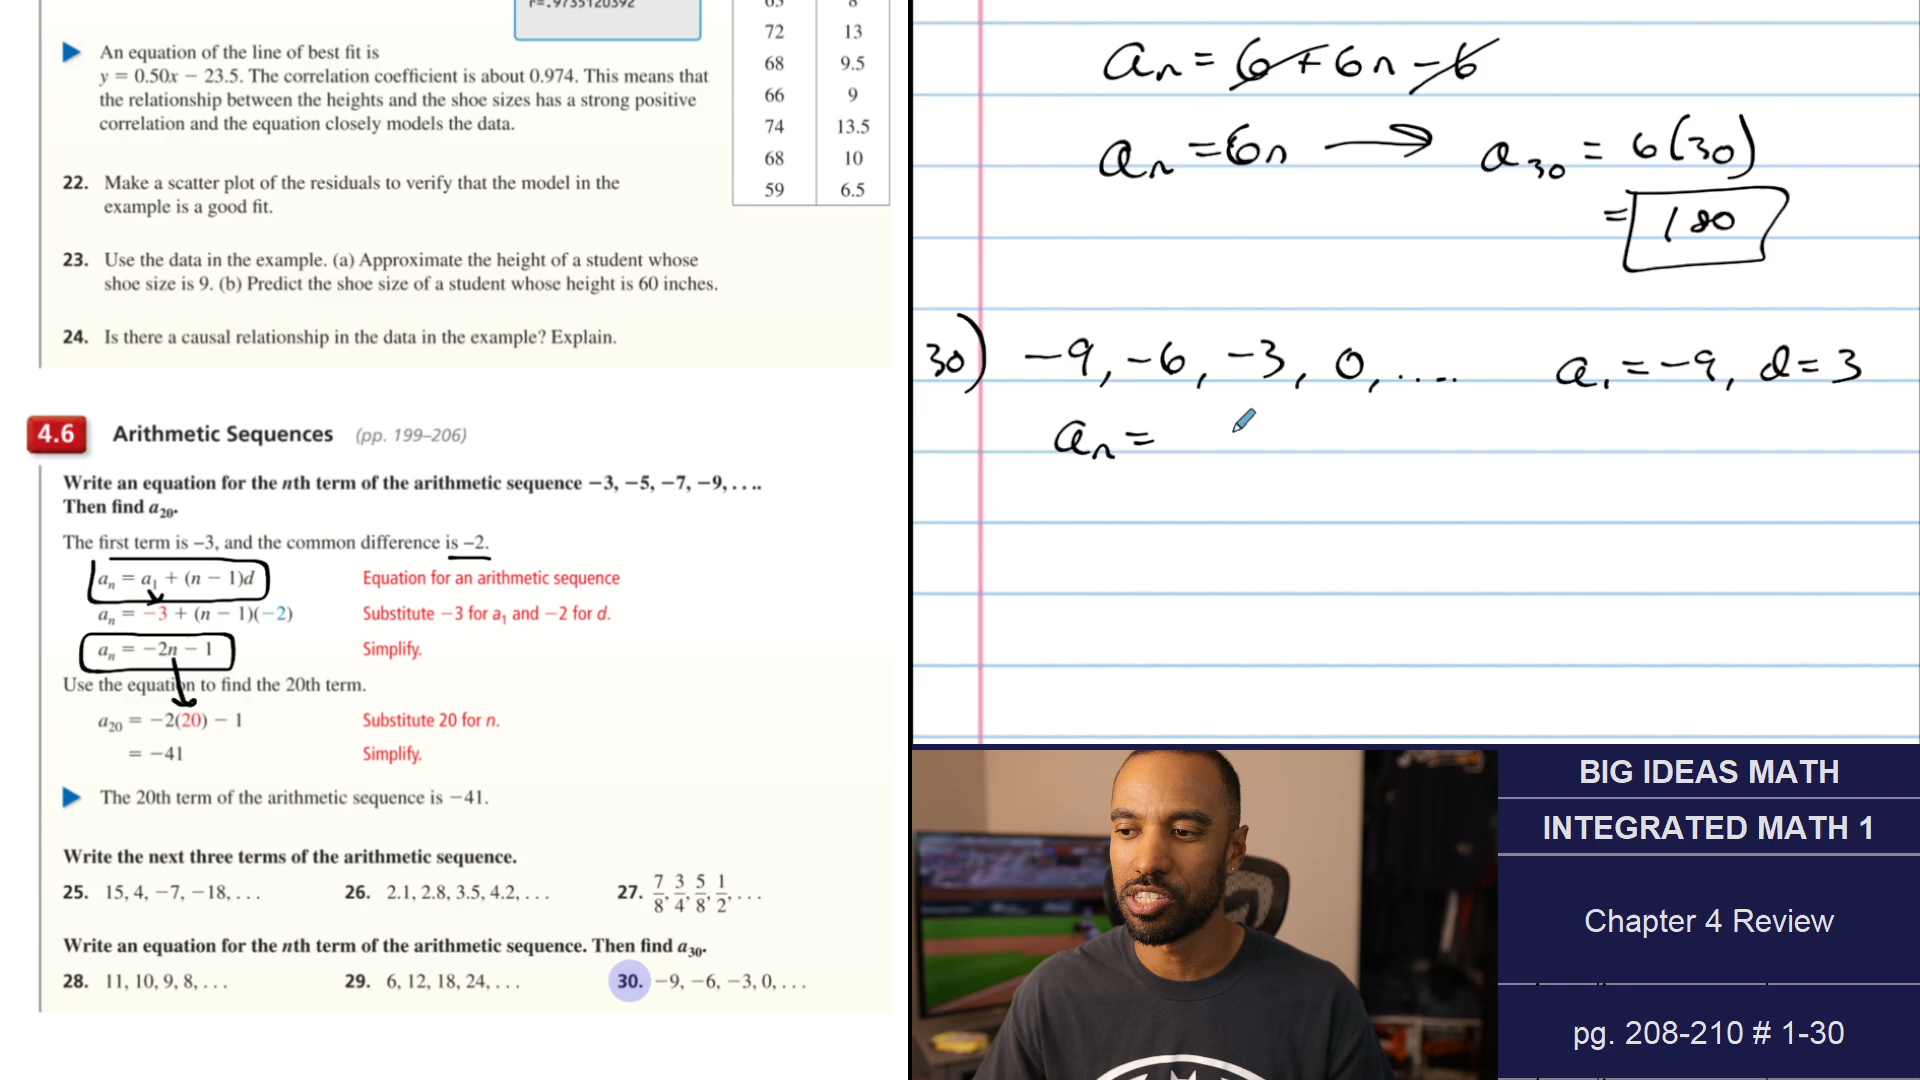 r=.9735120392
65 8
72 13
68 9.5
66 9
74 13.5
68 10
59 6.5
An equation of the line of best fit is
y = 0.50x − 23.5. The correlation coefficient is about 0.974. This means that
the relationship between the heights and the shoe sizes has a strong positive
correlation and the equation closely models the data.
22. Make a scatter plot of the residuals to verify that the model in the
example is a good fit.
23. Use the data in the example. (a) Approximate the height of a student whose
shoe size is 9. (b) Predict the shoe size of a student whose height is 60 inches.
24. Is there a causal relationship in the data in the example? Explain.
4.6 Arithmetic Sequences (pp. 199–206)
Write an equation for the nth term of the arithmetic sequence −3, −5, −7, −9, . . ..
Then find a₂₀.
The first term is −3, and the common difference is −2.
aₙ = a₁ + (n − 1)d Equation for an arithmetic sequence
aₙ = −3 + (n − 1)(−2) Substitute −3 for a₁ and −2 for d.
aₙ = −2n − 1 Simplify.
Use the equation to find the 20th term.
a₂₀ = −2(20) − 1 Substitute 20 for n.
= −41 Simplify.
The 20th term of the arithmetic sequence is −41.
Write the next three terms of the arithmetic sequence.
25. 15, 4, −7, −18, . . . 26. 2.1, 2.8, 3.5, 4.2, . . . 27. 7/8, 3/4, 5/8, 1/2, . . .
Write an equation for the nth term of the arithmetic sequence. Then find a₃₀.
28. 11, 10, 9, 8, . . . 29. 6, 12, 18, 24, . . . 30. −9, −6, −3, 0, . . .
aₙ = 6 + 6n − 6
aₙ = 6n → a₃₀ = 6(30)
= 180
30) −9, −6, −3, 0, ..... a₁ = −9, d = 3
aₙ =
BIG IDEAS MATH
INTEGRATED MATH 1
Chapter 4 Review
pg. 208-210 # 1-30